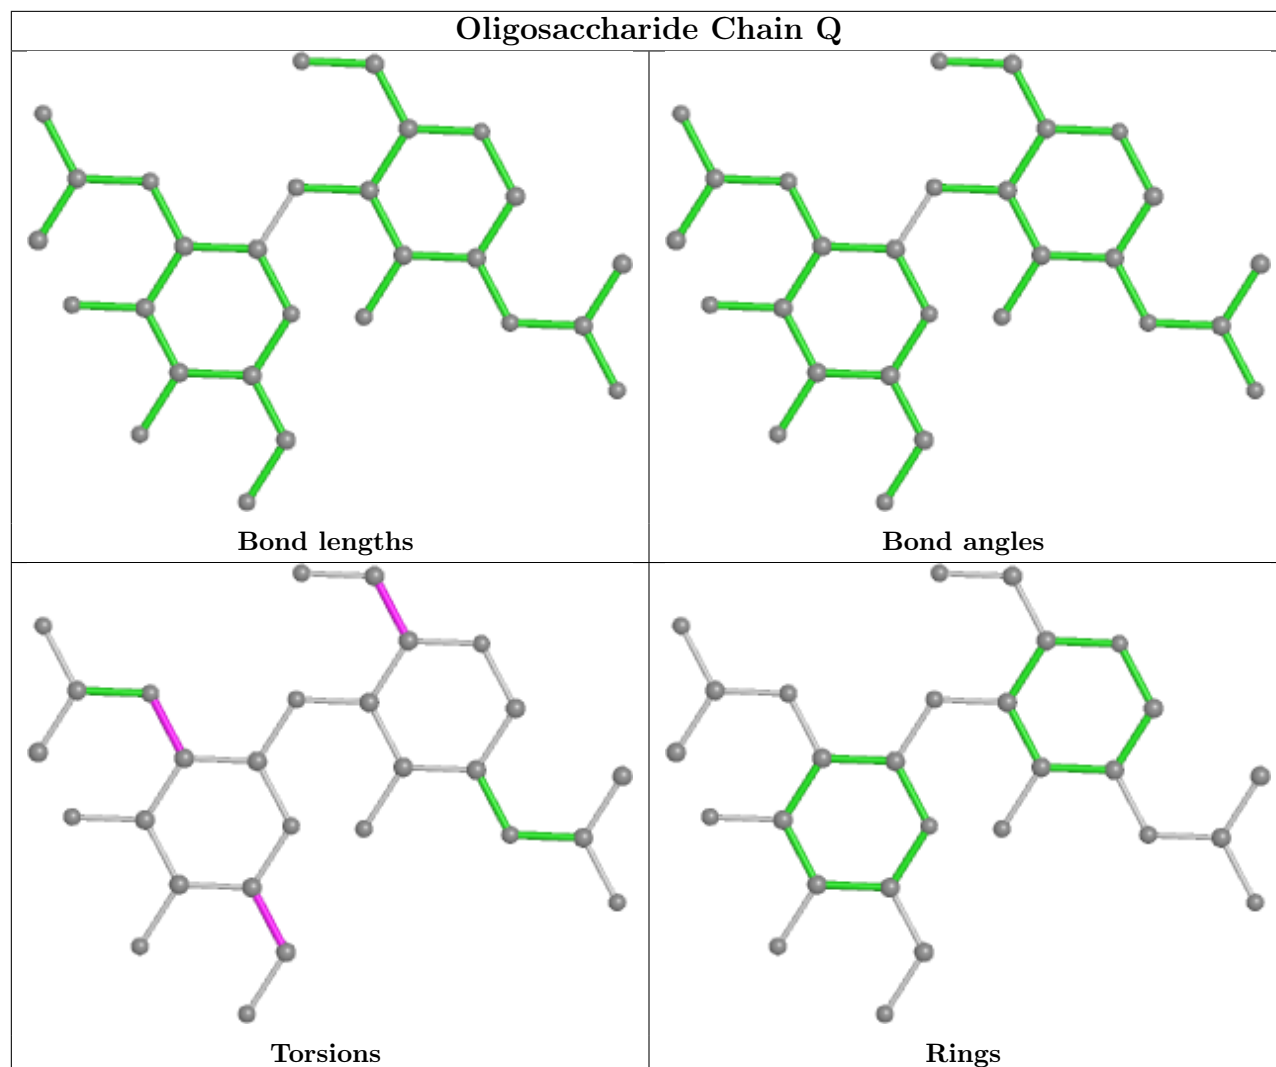 Oligosaccharide Chain Q
Bond lengths
Bond angles
Torsions
Rings